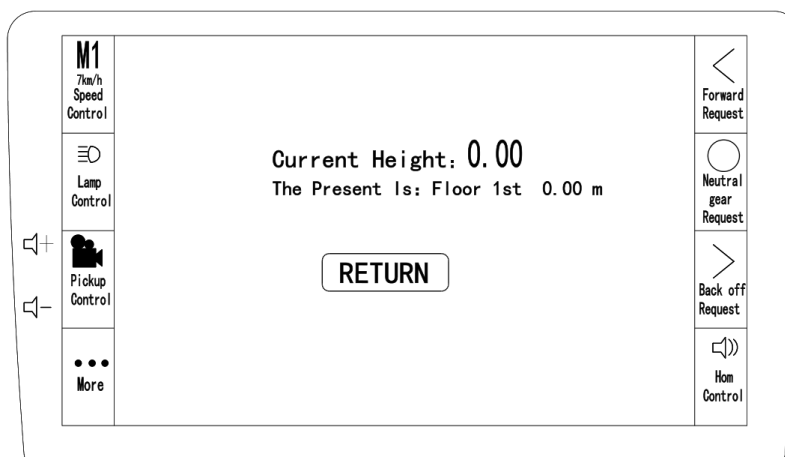 M1
7km/h
Speed
Control
Lamp
Control
Pickup
Control
More
Current Height: 0.00
The Present Is: Floor 1st 0.00 m
RETURN
Forward
Request
Neutral
gear
Request
Back off
Request
Hom
Control